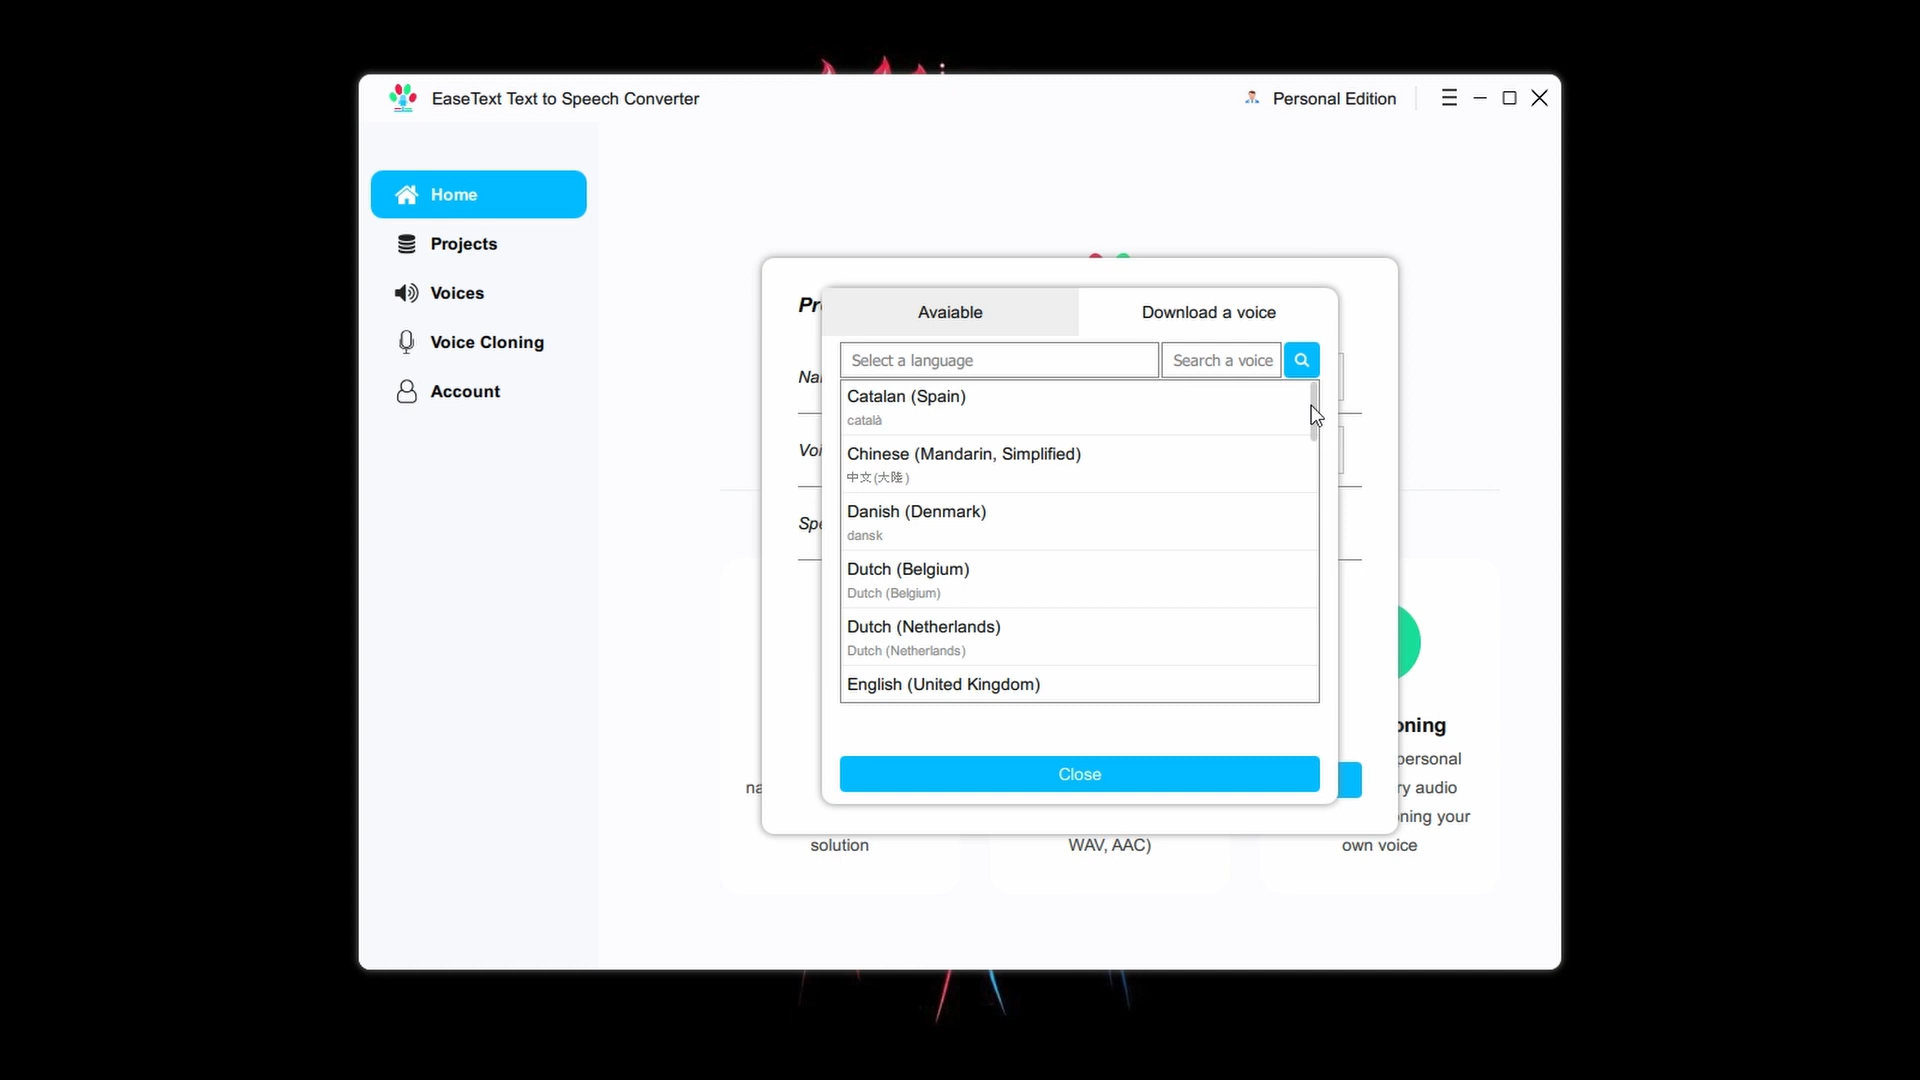 EaseText Text to Speech Converter
Personal Edition
Home
Projects
Voices
Voice Cloning
Account
Avaiable
Download a voice
Select a language
Search a voice
Catalan (Spain)
català
Chinese (Mandarin, Simplified)
中文(大陸)
Danish (Denmark)
dansk
Dutch (Belgium)
Dutch (Belgium)
Dutch (Netherlands)
Dutch (Netherlands)
English (United Kingdom)
Close
personal
audio
your
solution
WAV, AAC)
own voice